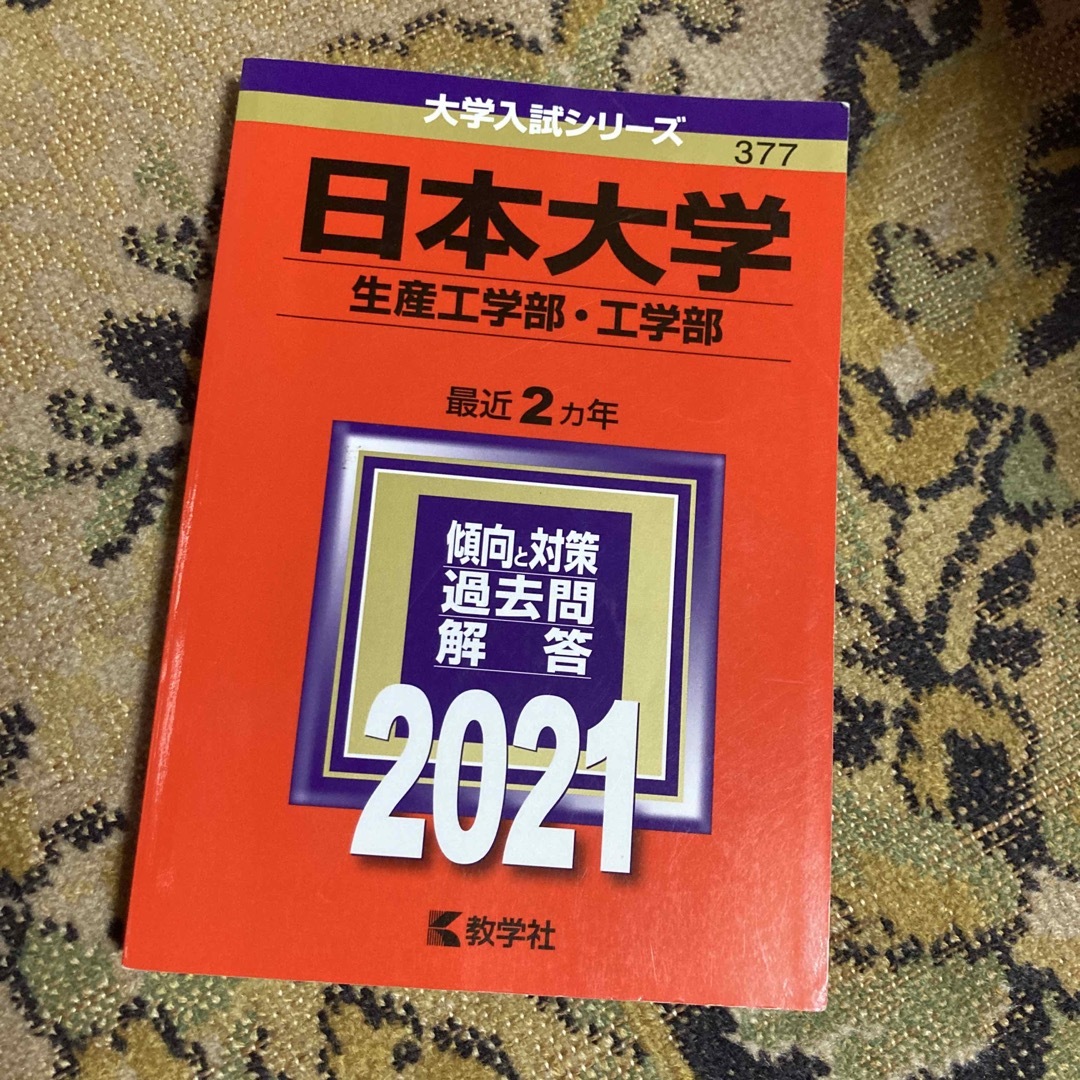 大学入試シリーズ
377
日本大学
生産工学部・工学部
最近2カ年
傾向と対策
過去問
解答
2021
教学社